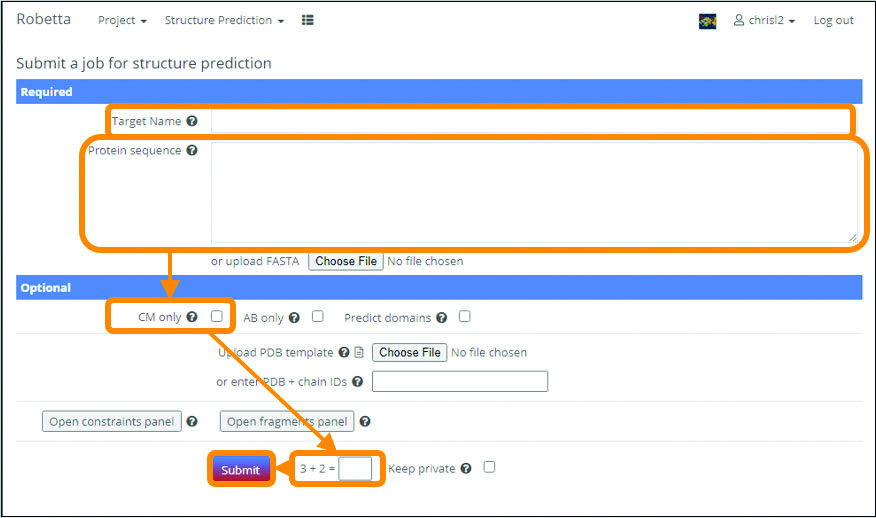 Robetta Project Structure Prediction chrisl2 Log out
Submit a job for structure prediction
Required
Target Name ?
Protein sequence ?
or upload FASTA Choose File No file chosen
Optional
CM only ? AB only ? Predict domains ?
Upload PDB template ? Choose File No file chosen
or enter PDB + chain IDs ?
Open constraints panel ? Open fragments panel ?
Submit 3 + 2 = Keep private ?